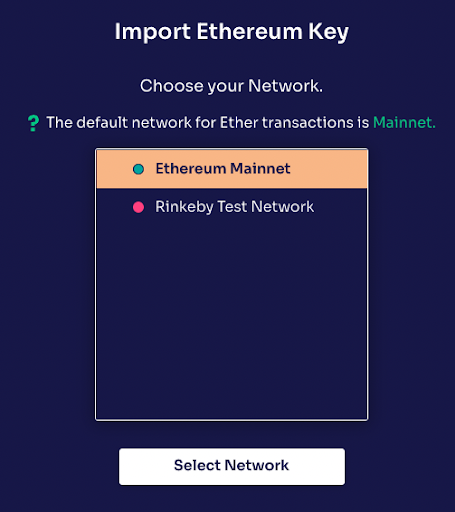 Import Ethereum Key
Choose your Network.
? The default network for Ether transactions is Mainnet.
Ethereum Mainnet
Rinkeby Test Network
Select Network